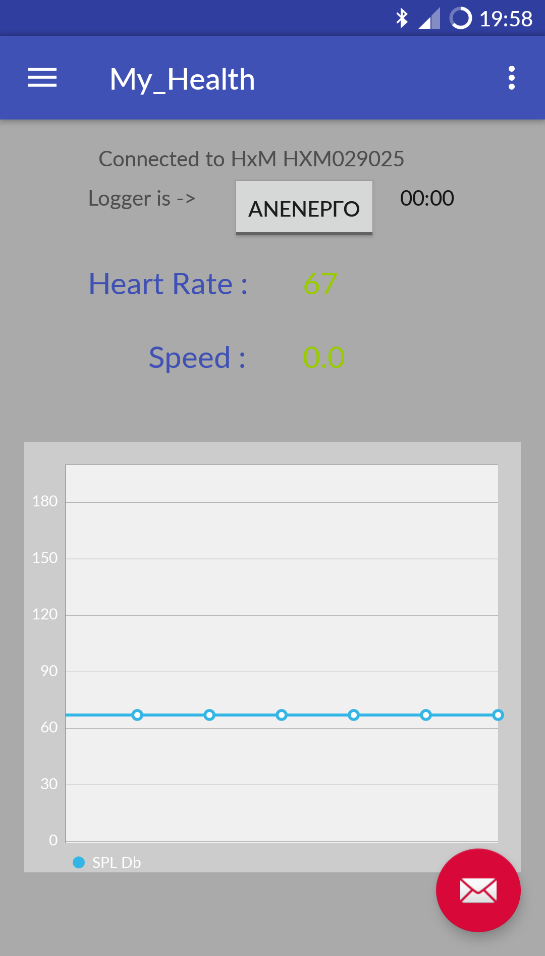 19:58
My_Health
Connected to HxM HXM029025
Logger is -> ΑΝΕΝΕΡΓΟ 00:00
Heart Rate : 67
Speed : 0.0
180
150
120
90
60
30
0
SPL Db